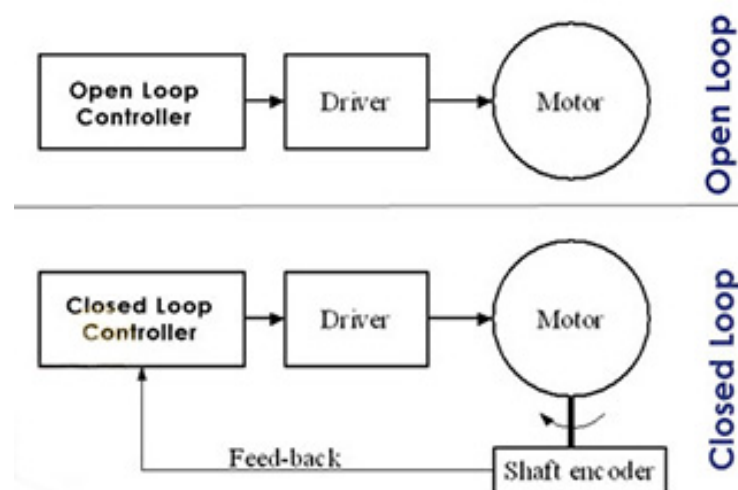 Open Loop
Controller
Driver
Motor
Open Loop
Closed Loop
Controller
Driver
Motor
Closed Loop
Feed-back
Shaft encoder